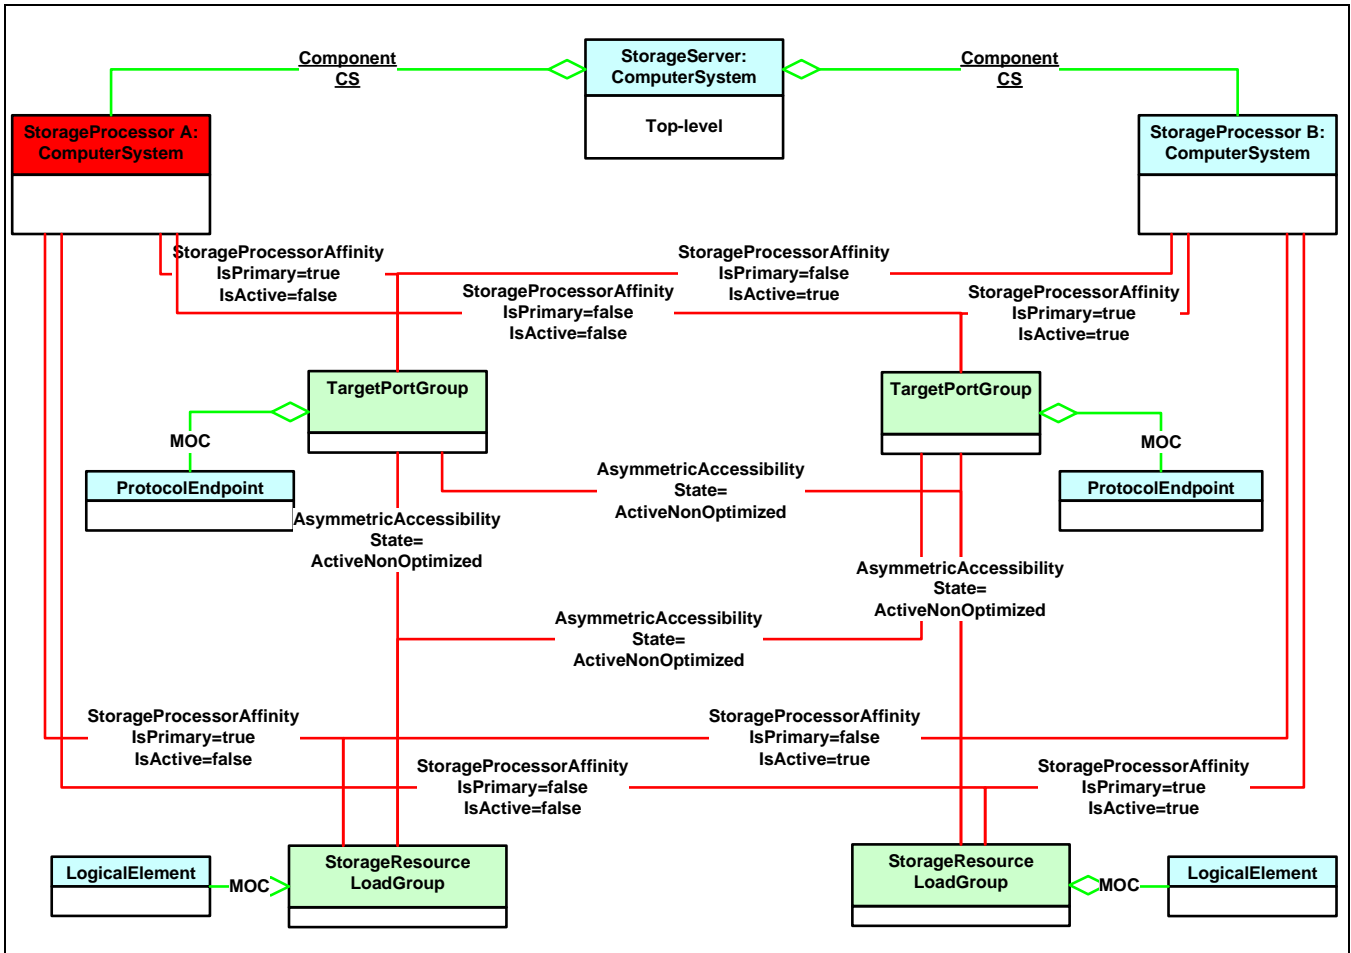 Component
CS
StorageServer:
ComputerSystem
Top-level
Component
CS
StorageProcessor A:
ComputerSystem
StorageProcessor B:
ComputerSystem
StorageProcessorAffinity
IsPrimary=true
IsActive=false
StorageProcessorAffinity
IsPrimary=false
IsActive=true
StorageProcessorAffinity
IsPrimary=false
IsActive=false
StorageProcessorAffinity
IsPrimary=true
IsActive=true
TargetPortGroup
TargetPortGroup
MOC
MOC
ProtocolEndpoint
ProtocolEndpoint
AsymmetricAccessibility
State=
ActiveNonOptimized
AsymmetricAccessibility
State=
ActiveNonOptimized
AsymmetricAccessibility
State=
ActiveNonOptimized
AsymmetricAccessibility
State=
ActiveNonOptimized
StorageProcessorAffinity
IsPrimary=true
IsActive=false
StorageProcessorAffinity
IsPrimary=false
IsActive=true
StorageProcessorAffinity
IsPrimary=false
IsActive=false
StorageProcessorAffinity
IsPrimary=true
IsActive=true
LogicalElement
MOC
StorageResource
LoadGroup
StorageResource
LoadGroup
MOC
LogicalElement